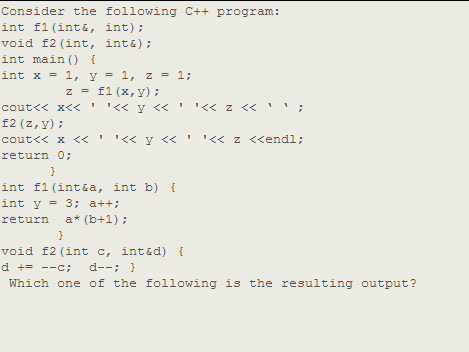 Consider the following C++ program:
int f1(int&, int);
void f2(int, int&);
int main() {
int x = 1, y = 1, z = 1;
z = f1(x,y);
cout<< x<< ' '<< y << ' '<< z << ` ` ;
f2(z,y);
cout<< x << ' '<< y << ' '<< z <<endl;
return 0;
}
int f1(int&a, int b) {
int y = 3; a++;
return  a*(b+1);
}
void f2(int c, int&d) {
d += --c;  d--; }
Which one of the following is the resulting output?